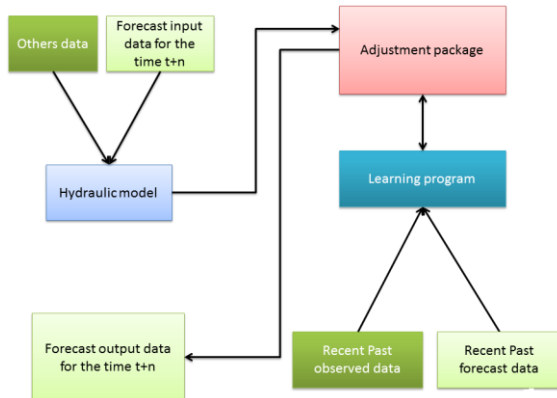 Others data
Forecast input
data for the
time t+n
Adjustment package
Hydraulic model
Learning program
Forecast output data
for the time t+n
Recent Past
observed data
Recent Past
forecast data